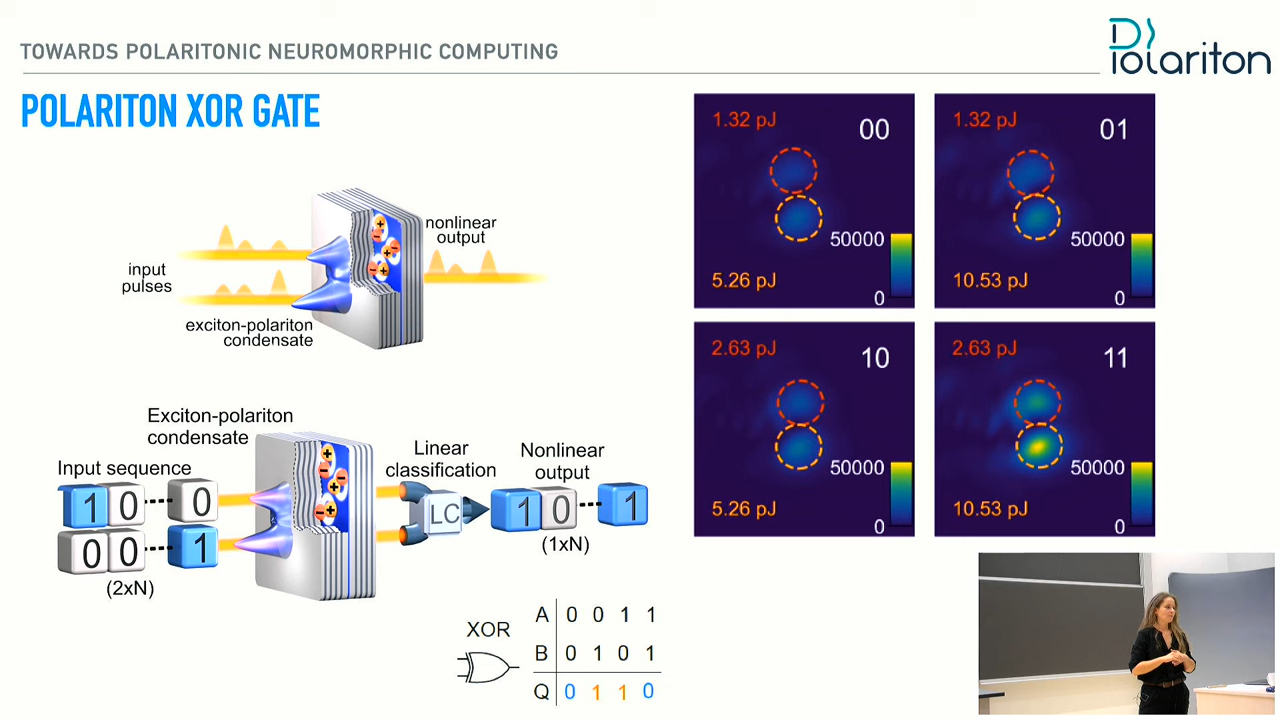 TOWARDS POLARITONIC NEUROMORPHIC COMPUTING
Polariton
POLARITON XOR GATE
input
pulses
exciton-polariton
condensate
nonlinear
output
1.32 pJ
00
50000
5.26 pJ
0
1.32 pJ
01
50000
10.53 pJ
0
2.63 pJ
10
50000
5.26 pJ
0
2.63 pJ
11
50000
10.53 pJ
0
Exciton-polariton
condensate
Input sequence
1 0 0
0 0 1
(2xN)
Linear
classification
LC
Nonlinear
output
1 0 1
(1xN)
XOR
A 0 0 1 1
B 0 1 0 1
Q 0 1 1 0